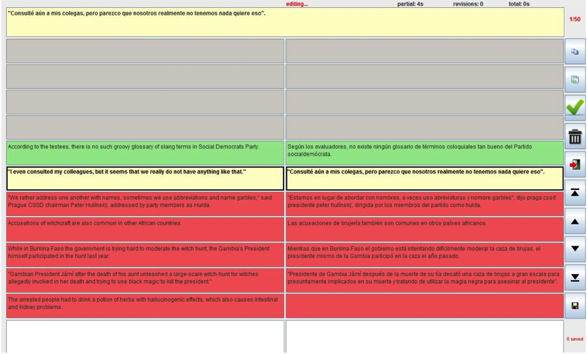 editing... partial: 4s revisions: 0 total: 0s
"Consulté aún a mis colegas, pero parezco que nosotros realmente no tenemos nada quiere eso".
1/50
According to the testees, there is no such groovy glossary of slang terms in Social Democrats Party.
Según los evaluadores, no existe ningún glosario de términos coloquiales tan bueno del Partido
socialdemócrata.
"I even consulted my colleagues, but it seems that we really do not have anything like that."
"Consulté aún a mis colegas, pero parezco que nosotros realmente no tenemos nada quiere eso".
"We rather address one another with names, sometimes we use abbreviations and name garbles," said
Prague CSSD chairman Peter Hulinský, addressed by party members as Hulda.
"Estamos en lugar de abordar con nombres, a veces uso abreviaturas y nombre garbles", dijo praga cssd
presidente peter hulinský, dirigida por los miembros del partido como hulda.
Accusations of witchcraft are also common in other African countries.
Las acusaciones de brujería también son comunes en otros países africanos.
While in Burkina Faso the government is trying hard to moderate the witch hunt, the Gambia's President
himself participated in the hunt last year.
Mientras que en Burkina Faso el gobierno está intentando difícilmente moderar la caza de brujas, el
presidente mismo de la Gambia participó en la caza el año pasado.
"Gambian President Jámí after the death of his aunt unleashed a large-scale witch-hunt for witches
allegedly involved in her death and trying to use black magic to kill the president."
"Presidente de Gambia Jámí después de la muerte de su tía desató una caza de brujas a gran escala para
presuntamente implicados en su muerte y tratando de utilizar la magia negra para asesinar al presidente".
The arrested people had to drink a potion of herbs with hallucinogenic effects, which also causes intestinal
and kidney problems.
0 saved